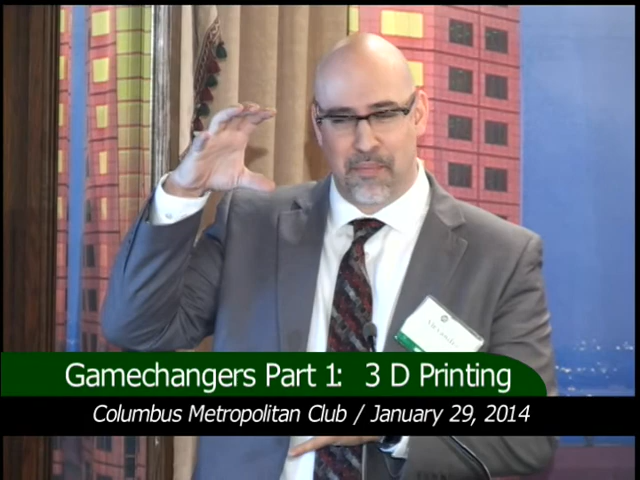 Gamechangers Part 1: 3 D Printing
Columbus Metropolitan Club / January 29, 2014